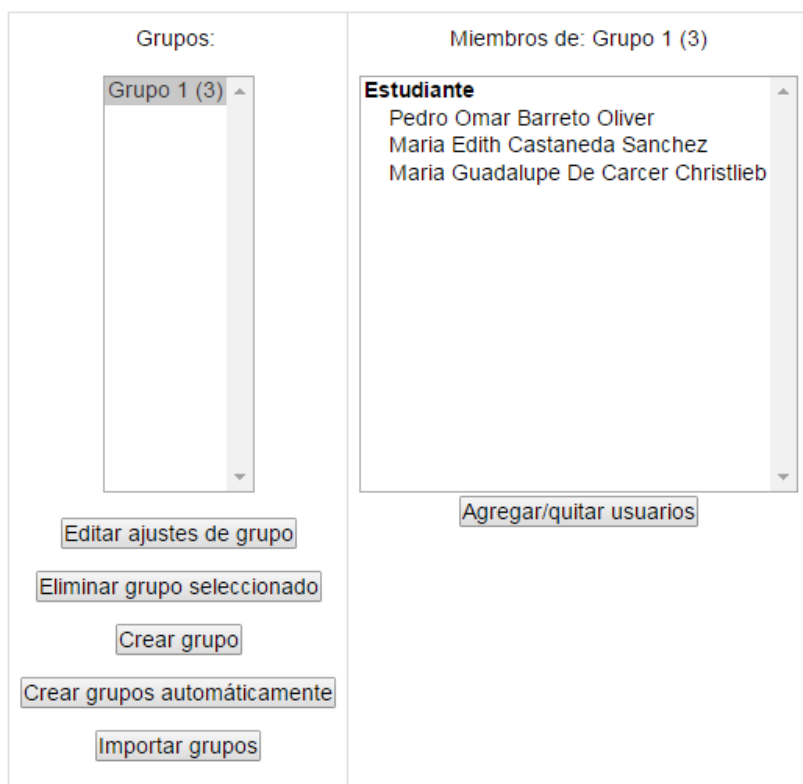 Grupos:
Grupo 1 (3)
Editar ajustes de grupo
Eliminar grupo seleccionado
Crear grupo
Crear grupos automáticamente
Importar grupos
Miembros de: Grupo 1 (3)
Estudiante
Pedro Omar Barreto Oliver
Maria Edith Castaneda Sanchez
Maria Guadalupe De Carcer Christlieb
Agregar/quitar usuarios